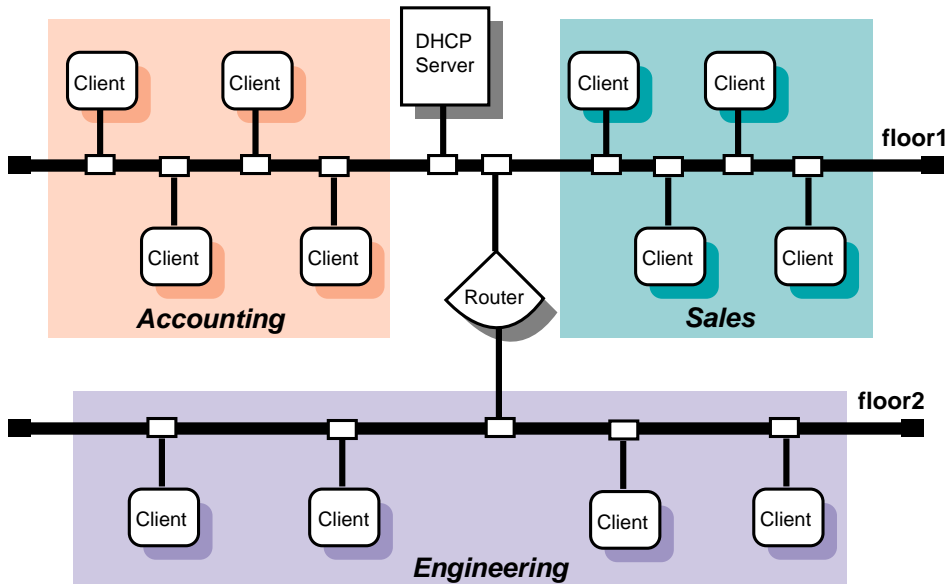 DHCP
Server
Client
Client
Client
Client
floor1
Client
Client
Client
Client
Router
Accounting
Sales
floor2
Client
Client
Client
Client
Engineering